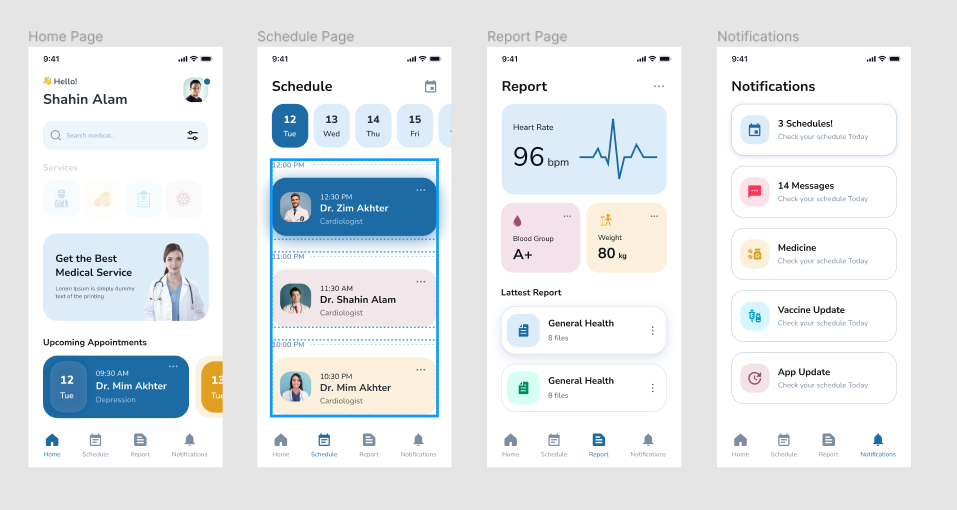 Home Page
9:41
👋 Hello!
Shahin Alam
Search medical..
Services
Get the Best
Medical Service
Lorem Ipsum is simply dummy
text of the printing
Upcoming Appointments
12
Tue
09:30 AM
Dr. Mim Akhter
Depression
13
Tue
Home
Schedule
Report
Notifications
Schedule Page
9:41
Schedule
12
Tue
13
Wed
14
Thu
15
Fri
12:00 PM
12:30 PM
Dr. Zim Akhter
Cardiologist
11:00 PM
11:30 AM
Dr. Shahin Alam
Cardiologist
10:00 PM
10:30 PM
Dr. Mim Akhter
Cardiologist
Home
Schedule
Report
Notifications
Report Page
9:41
Report
Heart Rate
96 bpm
Blood Group
A+
Weight
80 kg
Lattest Report
General Health
8 files
General Health
8 files
Home
Schedule
Report
Notifications
Notifications
9:41
Notifications
3 Schedules!
Check your schedule Today
14 Messages
Check your schedule Today
Medicine
Check your schedule Today
Vaccine Update
Check your schedule Today
App Update
Check your schedule Today
Home
Schedule
Report
Notifications